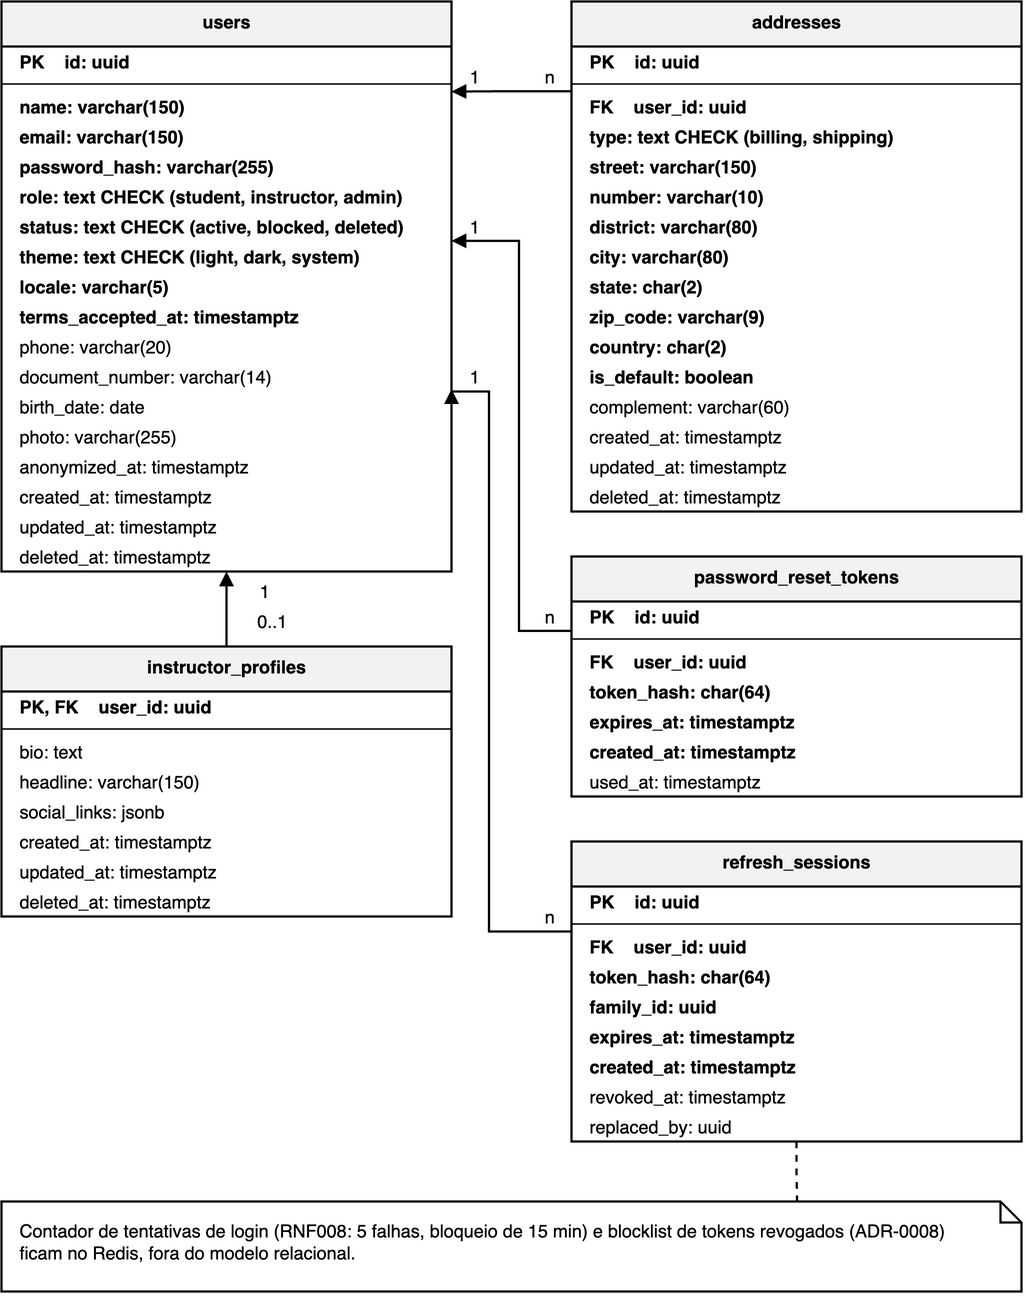 users
PK id: uuid
name: varchar(150)
email: varchar(150)
password_hash: varchar(255)
role: text CHECK (student, instructor, admin)
status: text CHECK (active, blocked, deleted)
theme: text CHECK (light, dark, system)
locale: varchar(5)
terms_accepted_at: timestamptz
phone: varchar(20)
document_number: varchar(14)
birth_date: date
photo: varchar(255)
anonymized_at: timestamptz
created_at: timestamptz
updated_at: timestamptz
deleted_at: timestamptz
1
0..1
instructor_profiles
PK, FK user_id: uuid
bio: text
headline: varchar(150)
social_links: jsonb
created_at: timestamptz
updated_at: timestamptz
deleted_at: timestamptz
1 n
addresses
PK id: uuid
FK user_id: uuid
type: text CHECK (billing, shipping)
street: varchar(150)
number: varchar(10)
district: varchar(80)
city: varchar(80)
state: char(2)
zip_code: varchar(9)
country: char(2)
is_default: boolean
complement: varchar(60)
created_at: timestamptz
updated_at: timestamptz
deleted_at: timestamptz
1
n
password_reset_tokens
PK id: uuid
FK user_id: uuid
token_hash: char(64)
expires_at: timestamptz
created_at: timestamptz
used_at: timestamptz
1
n
refresh_sessions
PK id: uuid
FK user_id: uuid
token_hash: char(64)
family_id: uuid
expires_at: timestamptz
created_at: timestamptz
revoked_at: timestamptz
replaced_by: uuid
Contador de tentativas de login (RNF008: 5 falhas, bloqueio de 15 min) e blocklist de tokens revogados (ADR-0008)
ficam no Redis, fora do modelo relacional.